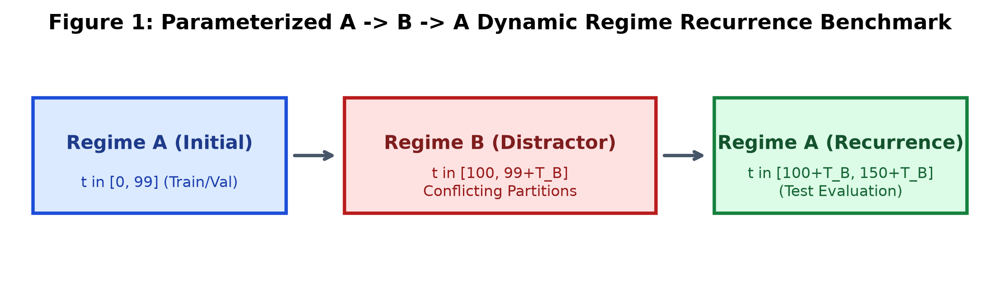 Figure 1: Parameterized A -> B -> A Dynamic Regime Recurrence Benchmark
Regime A (Initial)
t in [0, 99] (Train/Val)
Regime B (Distractor)
t in [100, 99+T_B]
Conflicting Partitions
Regime A (Recurrence)
t in [100+T_B, 150+T_B]
(Test Evaluation)